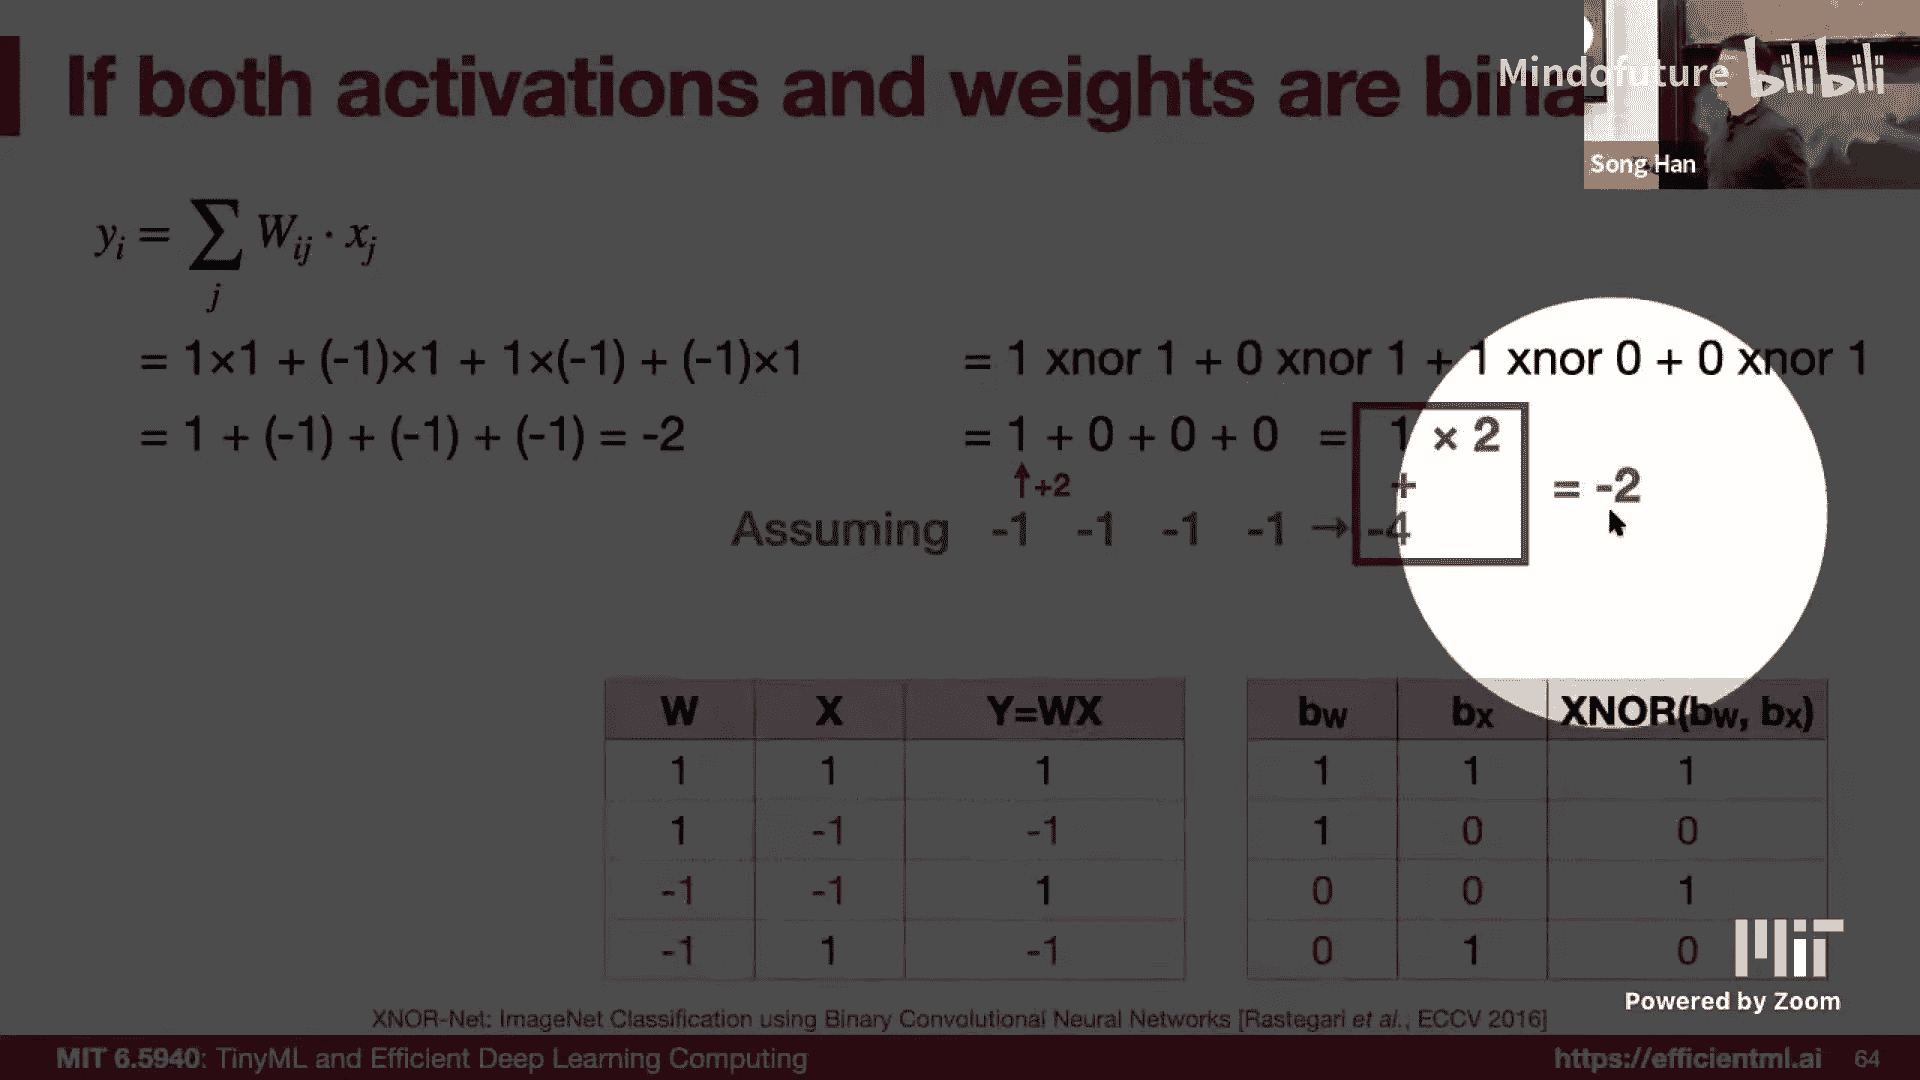 If both activations and weights are bina
Mindofuture bilibili
Song Han
yᵢ = ∑ⱼ Wᵢⱼ · xⱼ
= 1×1 + (-1)×1 + 1×(-1) + (-1)×1
= 1 xnor 1 + 0 xnor 1 + 1 xnor 0 + 0 xnor 1
= 1 + (-1) + (-1) + (-1) = -2
= 1 + 0 + 0 + 0 = 1 × 2
↑+2
+
= -2
Assuming -1 -1 -1 -1 → -4
W X Y=WX
1 1 1
1 -1 -1
-1 -1 1
-1 1 -1
bw bx XNOR(bw, bx)
1 1 1
1 0 0
0 0 1
0 1 0
MIT
Powered by Zoom
XNOR-Net: ImageNet Classification using Binary Convolutional Neural Networks [Rastegari et al., ECCV 2016]
MIT 6.5940: TinyML and Efficient Deep Learning Computing
https://efficientml.ai 64